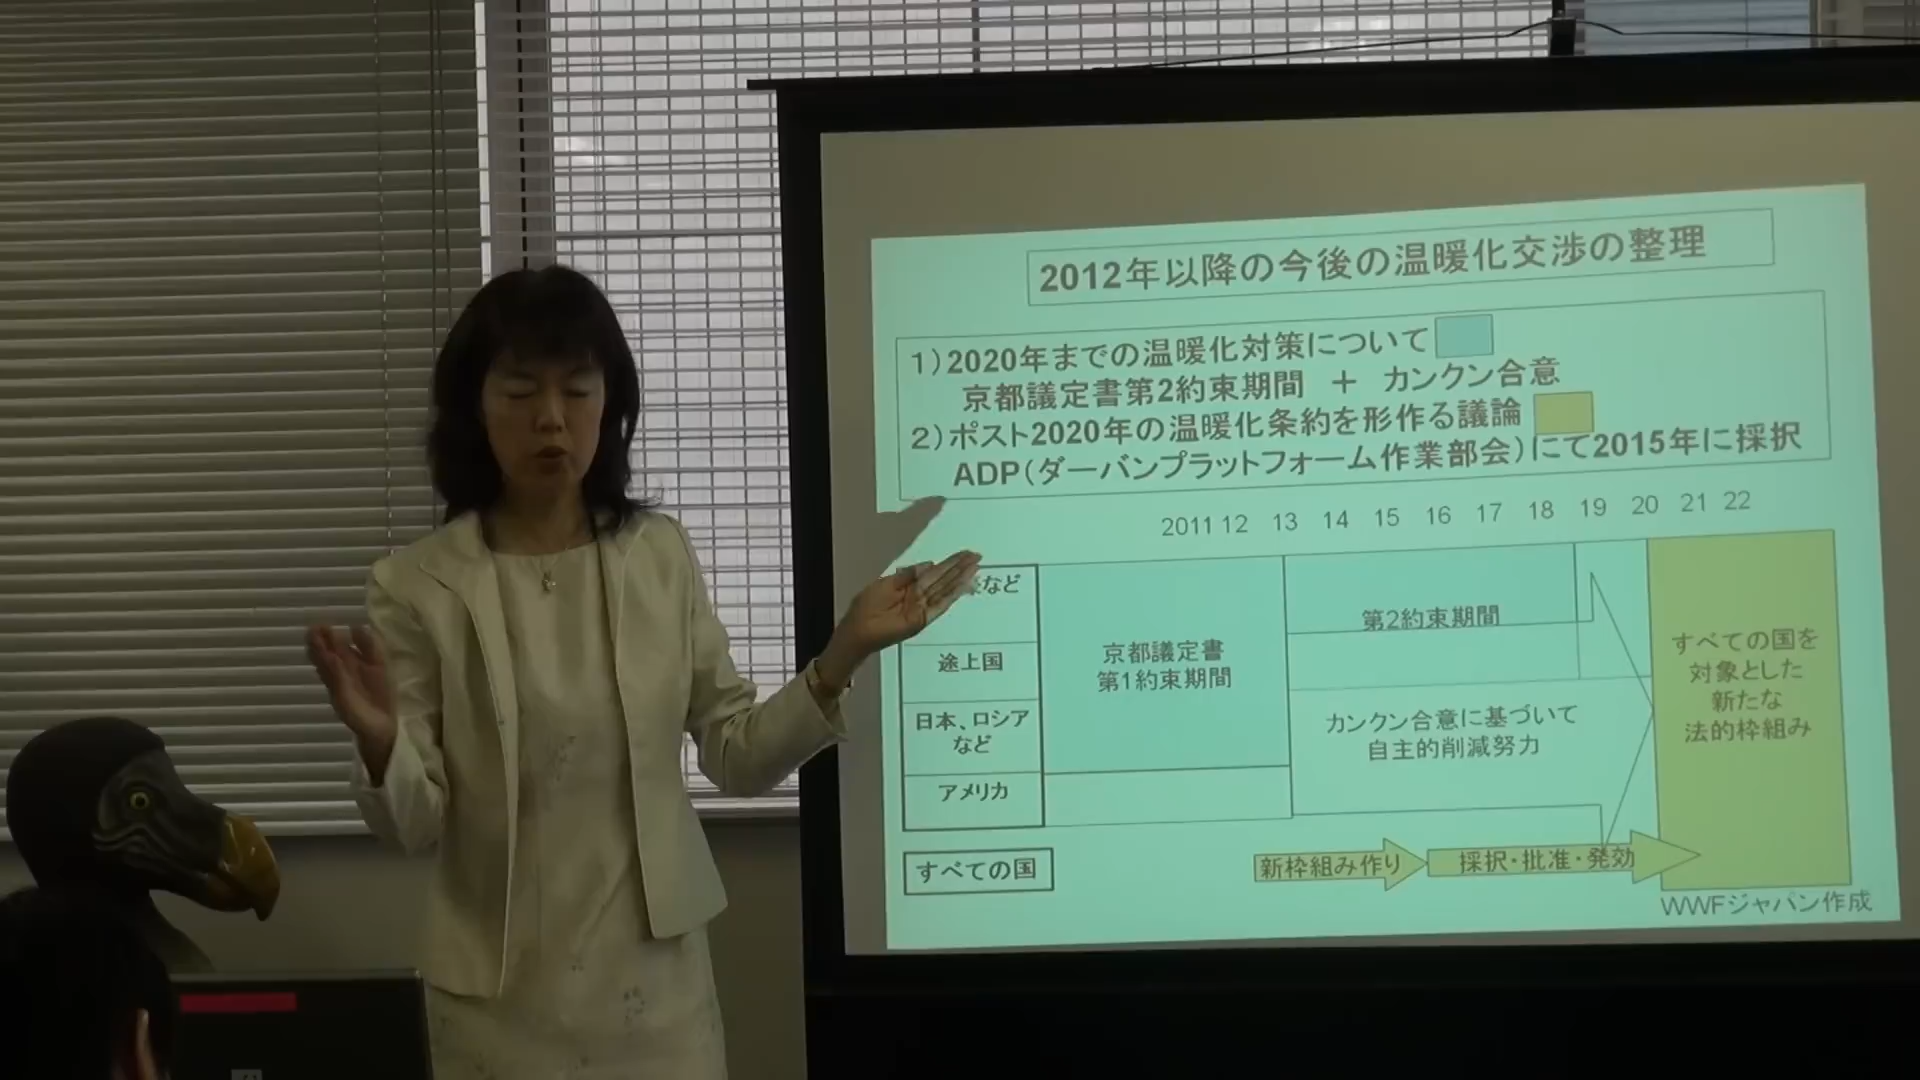 2012年以降の今後の温暖化交渉の整理
1）2020年までの温暖化対策について
京都議定書第2約束期間 ＋ カンクン合意
2）ポスト2020年の温暖化条約を形作る議論
ADP（ダーバンプラットフォーム作業部会）にて2015年に採択
2011 12 13 14 15 16 17 18 19 20 21 22
など
途上国
日本、ロシア
など
アメリカ
すべての国
京都議定書
第1約束期間
第2約束期間
カンクン合意に基づいて
自主的削減努力
すべての国を
対象とした
新たな
法的枠組み
新枠組み作り
採択・批准・発効
WWFジャパン作成